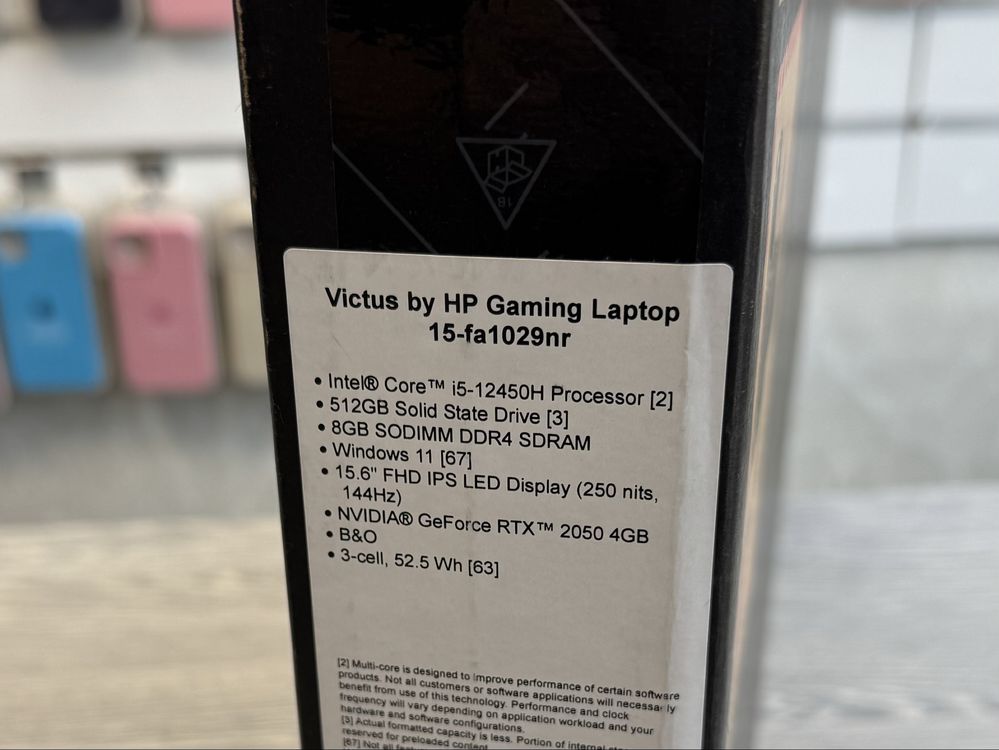 Victus by HP Gaming Laptop
15-fa1029nr
• Intel® Core™ i5-12450H Processor [2]
• 512GB Solid State Drive [3]
• 8GB SODIMM DDR4 SDRAM
• Windows 11 [67]
• 15.6" FHD IPS LED Display (250 nits,
144Hz)
• NVIDIA® GeForce RTX™ 2050 4GB
• B&O
• 3-cell, 52.5 Wh [63]
[2] Multi-core is designed to improve performance of certain software
products. Not all customers or software applications will necessarily
benefit from use of this technology. Performance and clock
frequency will vary depending on application workload and your
hardware and software configurations.
[3] Actual formatted capacity is less. Portion of internal
reserved for preloaded content.
[67] Not all